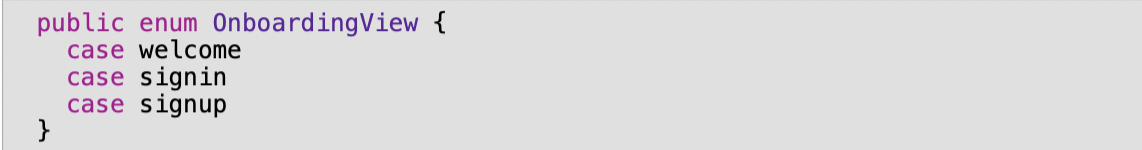 public enum OnboardingView {
  case welcome
  case signin
  case signup
}